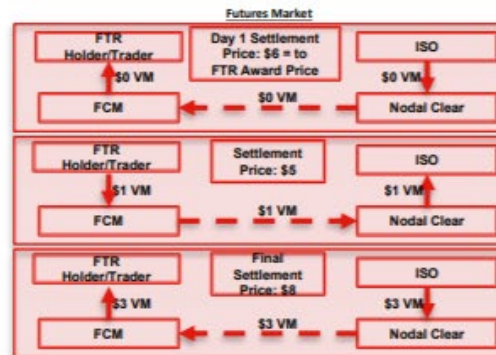 Futures Market
FTR
Holder/Trader
Day 1 Settlement
Price: $6 = to
FTR Award Price
ISO
$0 VM
$0 VM
$0 VM
FCM
Nodal Clear
FTR
Holder/Trader
Settlement
Price: $5
ISO
$1 VM
$1 VM
$1 VM
FCM
Nodal Clear
FTR
Holder/Trader
Final
Settlement
Price: $8
ISO
$3 VM
$3 VM
$3 VM
FCM
Nodal Clear